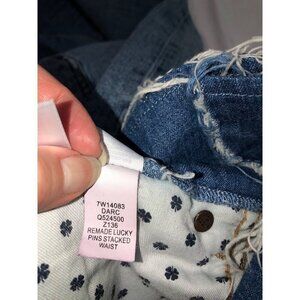 7W14083
DARC
Q524500
Z136
REMADE LUCKY
PINS STACKED
WAIST